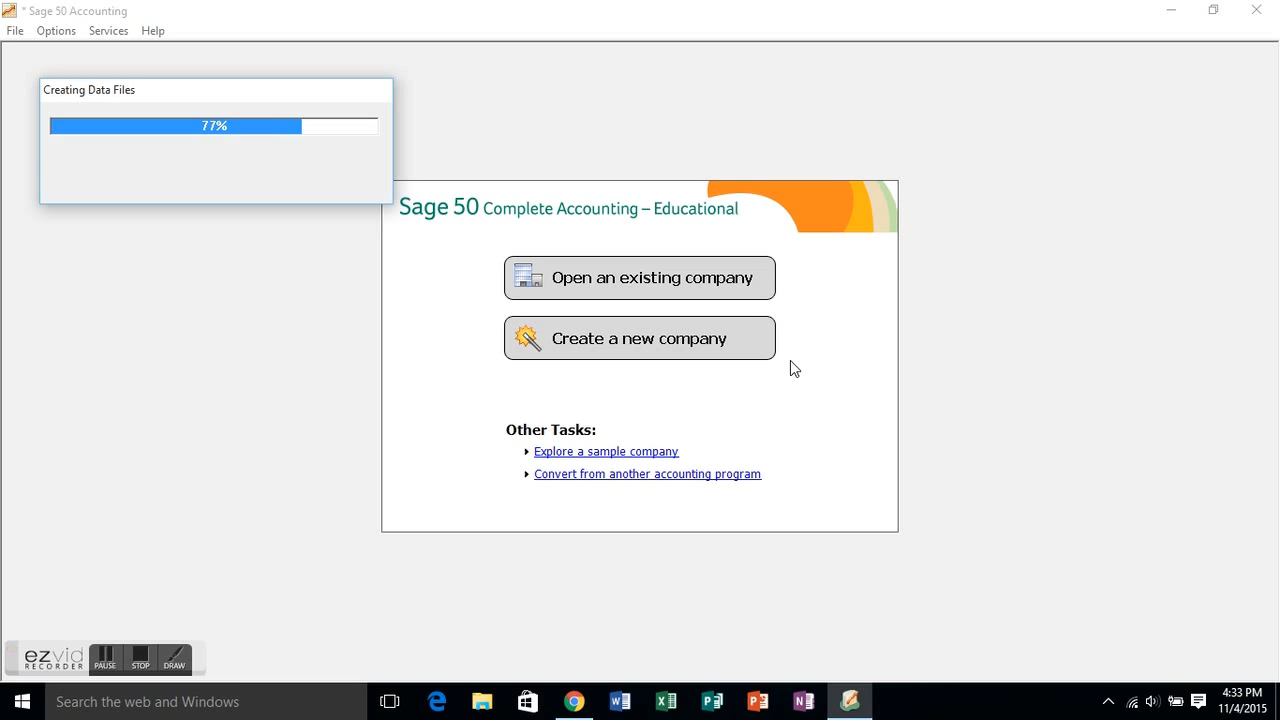 * Sage 50 Accounting
File Options Services Help
Creating Data Files
77%
Sage 50 Complete Accounting – Educational
Open an existing company
Create a new company
Other Tasks:
Explore a sample company
Convert from another accounting program
ezvid
RECORDER
PAUSE STOP DRAW
Search the web and Windows
4:33 PM
11/4/2015